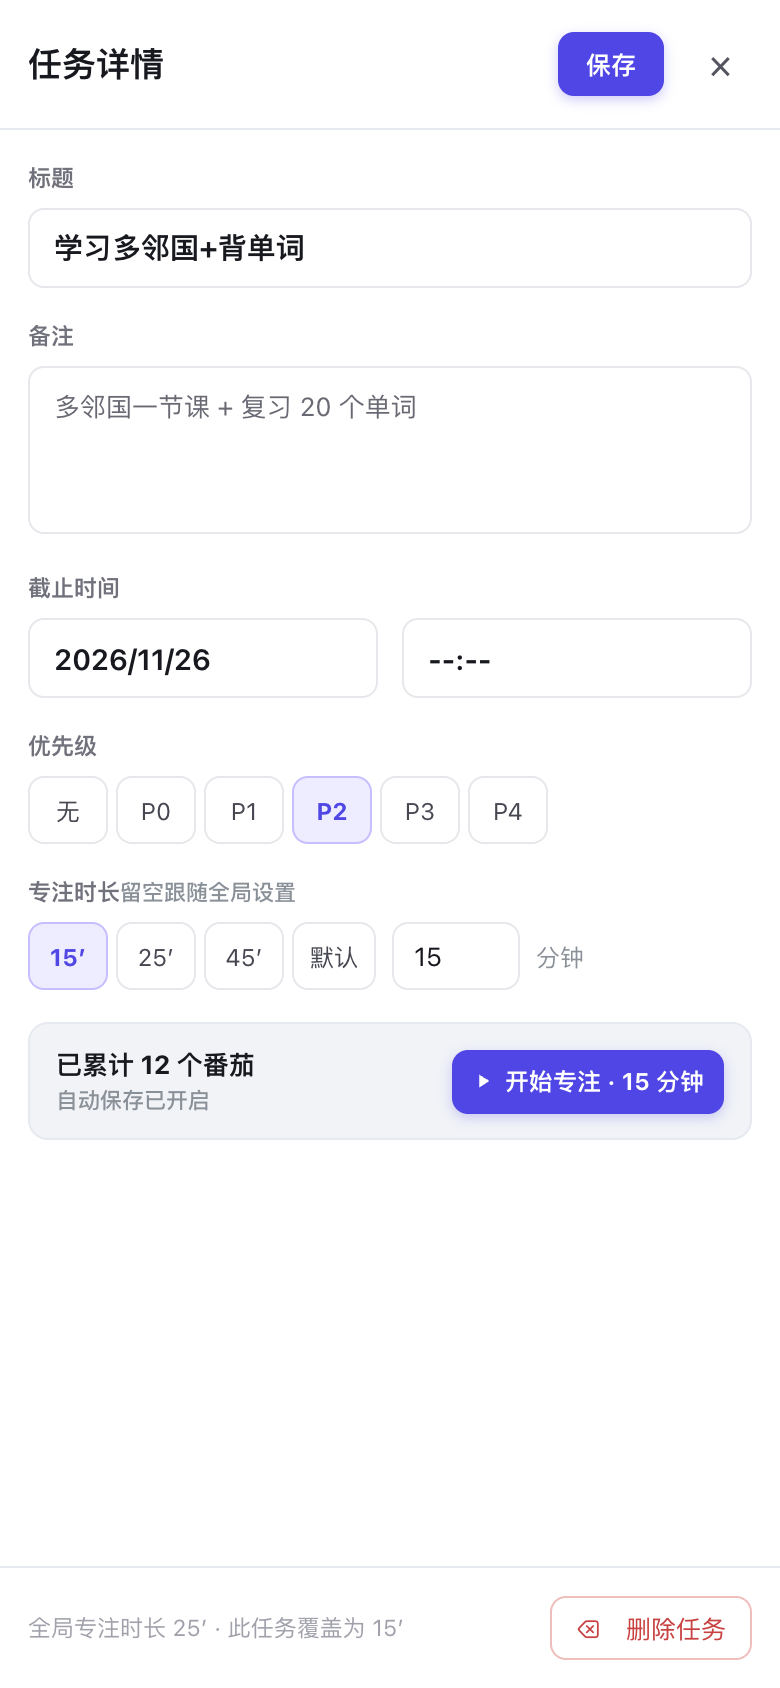 任务详情
保存
标题
学习多邻国+背单词
备注
多邻国一节课 + 复习 20 个单词
截止时间
2026/11/26 --:--
优先级
无 P0 P1 P2 P3 P4
专注时长留空跟随全局设置
15′ 25′ 45′ 默认 15 分钟
已累计 12 个番茄
自动保存已开启
开始专注 · 15 分钟
全局专注时长 25′ · 此任务覆盖为 15′
删除任务